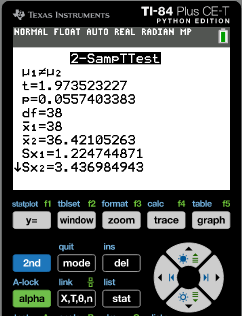 TEXAS INSTRUMENTS TI-84 Plus CE-T
PYTHON EDITION
NORMAL FLOAT AUTO REAL RADIAN MP
2-SampTTest
μ₁≠μ₂
t=1.973523227
p=0.0557403383
df=38
x̄₁=38
x̄₂=36.42105263
Sx₁=1.224744871
↓Sx₂=3.436984943
statplot f1 tblset f2 format f3 calc f4 table f5
y= window zoom trace graph
quit ins
2nd mode del
A-lock link list
alpha X,T,θ,n stat